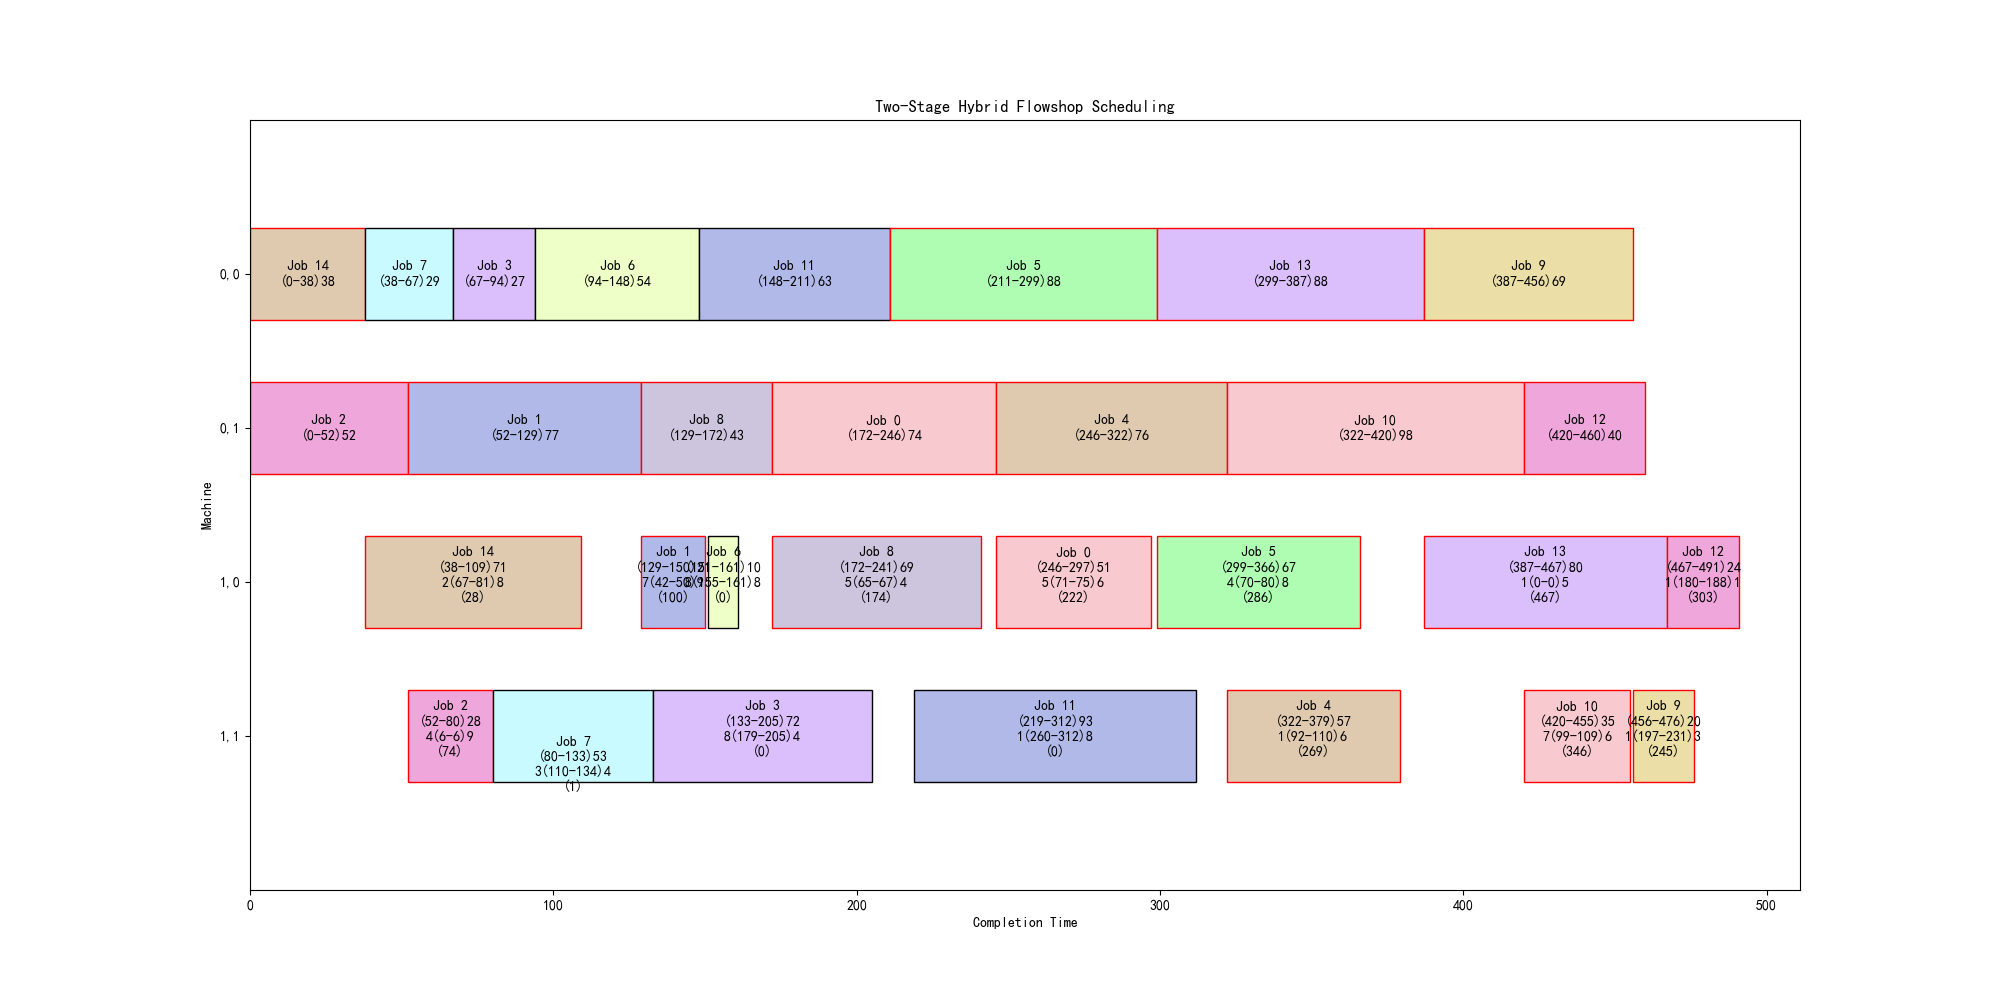 Two-Stage Hybrid Flowshop Scheduling
0,0
Job 14
(0-38)38
Job 7
(38-67)29
Job 3
(67-94)27
Job 6
(94-148)54
Job 11
(148-211)63
Job 5
(211-299)88
Job 13
(299-387)88
Job 9
(387-456)69
0,1
Job 2
(0-52)52
Job 1
(52-129)77
Job 8
(129-172)43
Job 0
(172-246)74
Job 4
(246-322)76
Job 10
(322-420)98
Job 12
(420-460)40
Machine
1,0
Job 14
(38-109)71
2(67-81)8
(28)
Job 1
(129-150)21
7(42-50)9
(100)
Job 6
(151-161)10
8(155-161)8
(0)
Job 8
(172-241)69
5(65-67)4
(174)
Job 0
(246-297)51
5(71-75)6
(222)
Job 5
(299-366)67
4(70-80)8
(286)
Job 13
(387-467)80
1(0-0)5
(467)
Job 12
(467-491)24
1(180-188)1
(303)
1,1
Job 2
(52-80)28
4(6-6)9
(74)
Job 7
(80-133)53
3(110-134)4
(1)
Job 3
(133-205)72
8(179-205)4
(0)
Job 11
(219-312)93
1(260-312)8
(0)
Job 4
(322-379)57
1(92-110)6
(269)
Job 10
(420-455)35
7(99-109)6
(346)
Job 9
(456-476)20
1(197-231)3
(245)
0
100
200
300
400
500
Completion Time